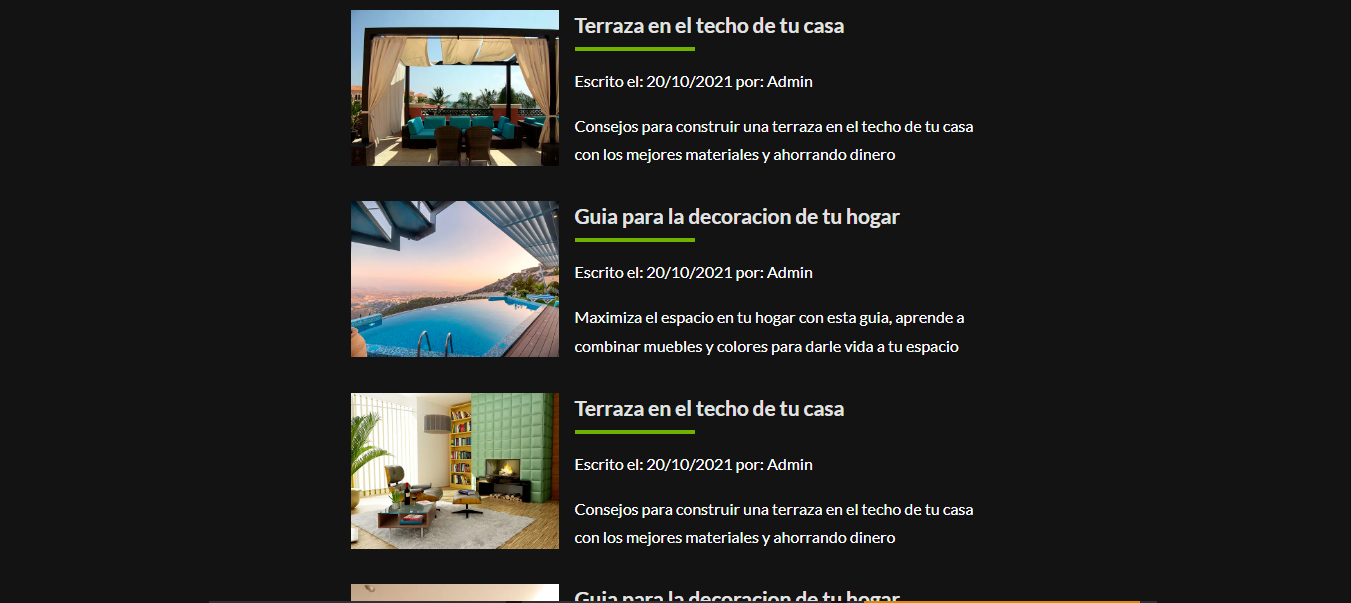 Terraza en el techo de tu casa
Escrito el: 20/10/2021 por: Admin
Consejos para construir una terraza en el techo de tu casa
con los mejores materiales y ahorrando dinero
Guia para la decoracion de tu hogar
Escrito el: 20/10/2021 por: Admin
Maximiza el espacio en tu hogar con esta guia, aprende a
combinar muebles y colores para darle vida a tu espacio
Terraza en el techo de tu casa
Escrito el: 20/10/2021 por: Admin
Consejos para construir una terraza en el techo de tu casa
con los mejores materiales y ahorrando dinero
Guia para la decoracion de tu hogar